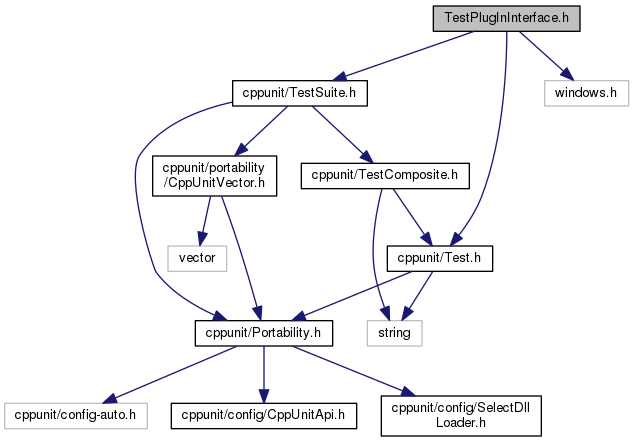 TestPlugInInterface.h
cppunit/TestSuite.h
windows.h
cppunit/portability
/CppUnitVector.h
cppunit/TestComposite.h
vector
cppunit/Test.h
cppunit/Portability.h
string
cppunit/config-auto.h
cppunit/config/CppUnitApi.h
cppunit/config/SelectDll
Loader.h